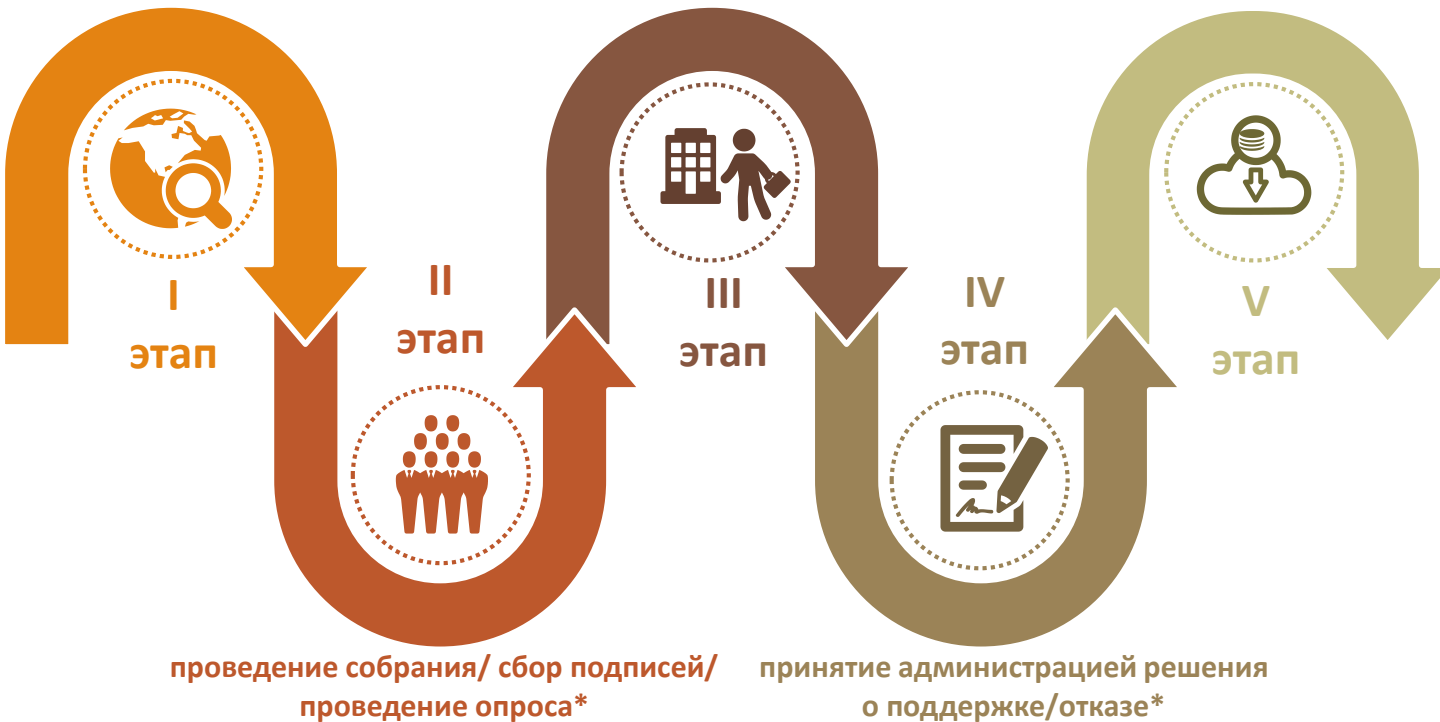 I
этап
II
этап
III
этап
IV
этап
V
этап
проведение собрания/ сбор подписей/
проведение опроса*
принятие администрацией решения
о поддержке/отказе*